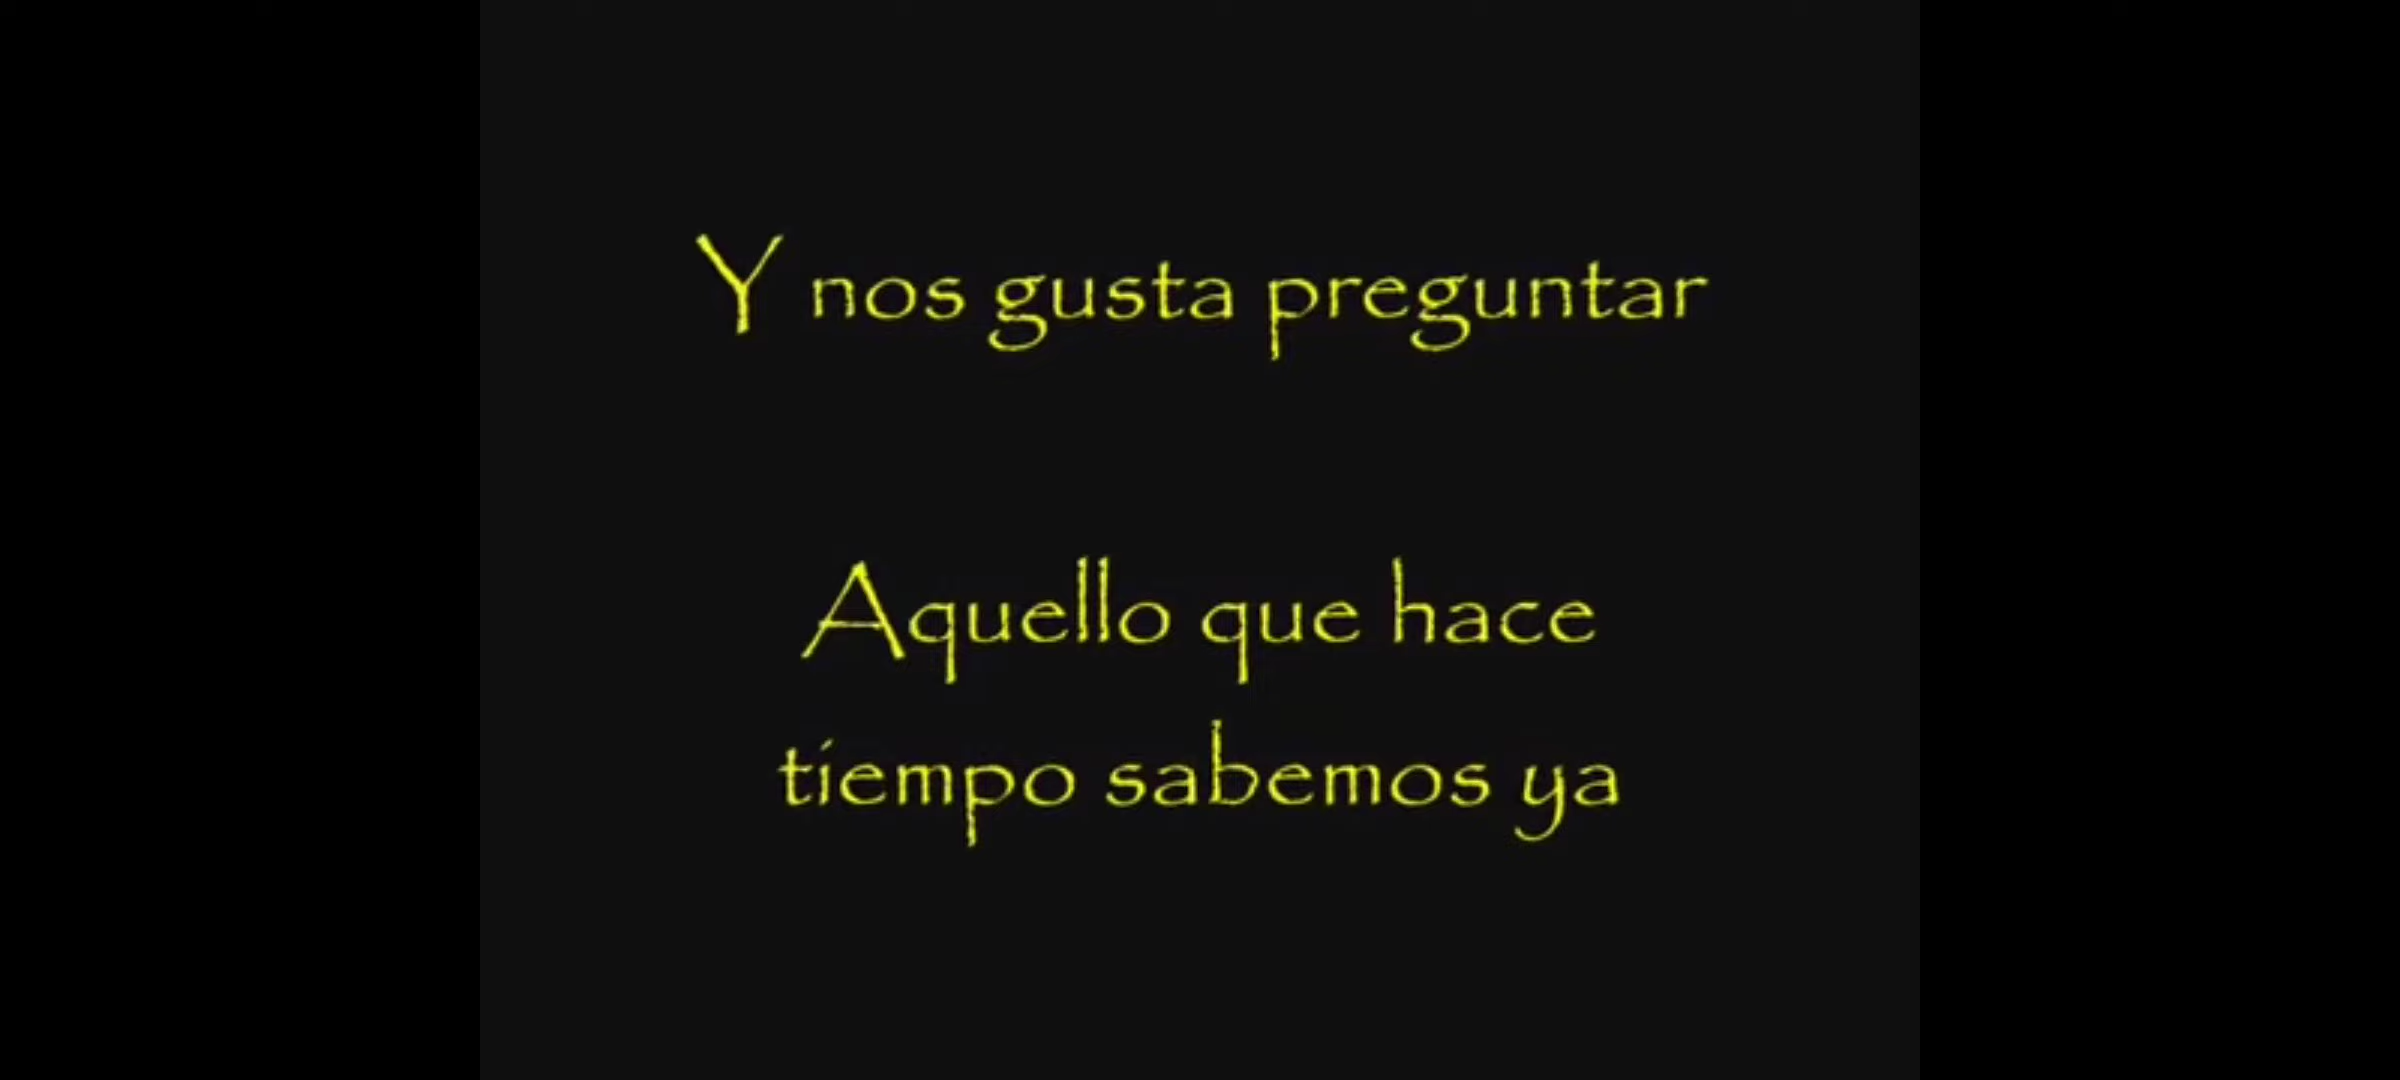 Y nos gusta preguntar
Aquello que hace
tiempo sabemos ya